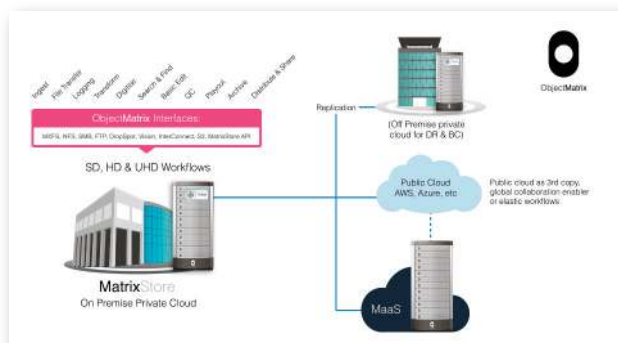 Ingest
File Transfer
Logging
Transform
Digitise
Search & Find
Basic Edit
QC
Playout
Archive
Distribute & Share
ObjectMatrix Interfaces:
MXFS, NFS, SMB, FTP, DropSpot, Vision, InterConnect, S3, MatrixStore API
SD, HD & UHD Workflows
MatrixStore
On Premise Private Cloud
Replication
(Off Premise private
cloud for DR & BC)
Public Cloud
AWS, Azure, etc
Public cloud as 3rd copy,
global collaboration enabler
or elastic workflows.
MaaS
ObjectMatrix